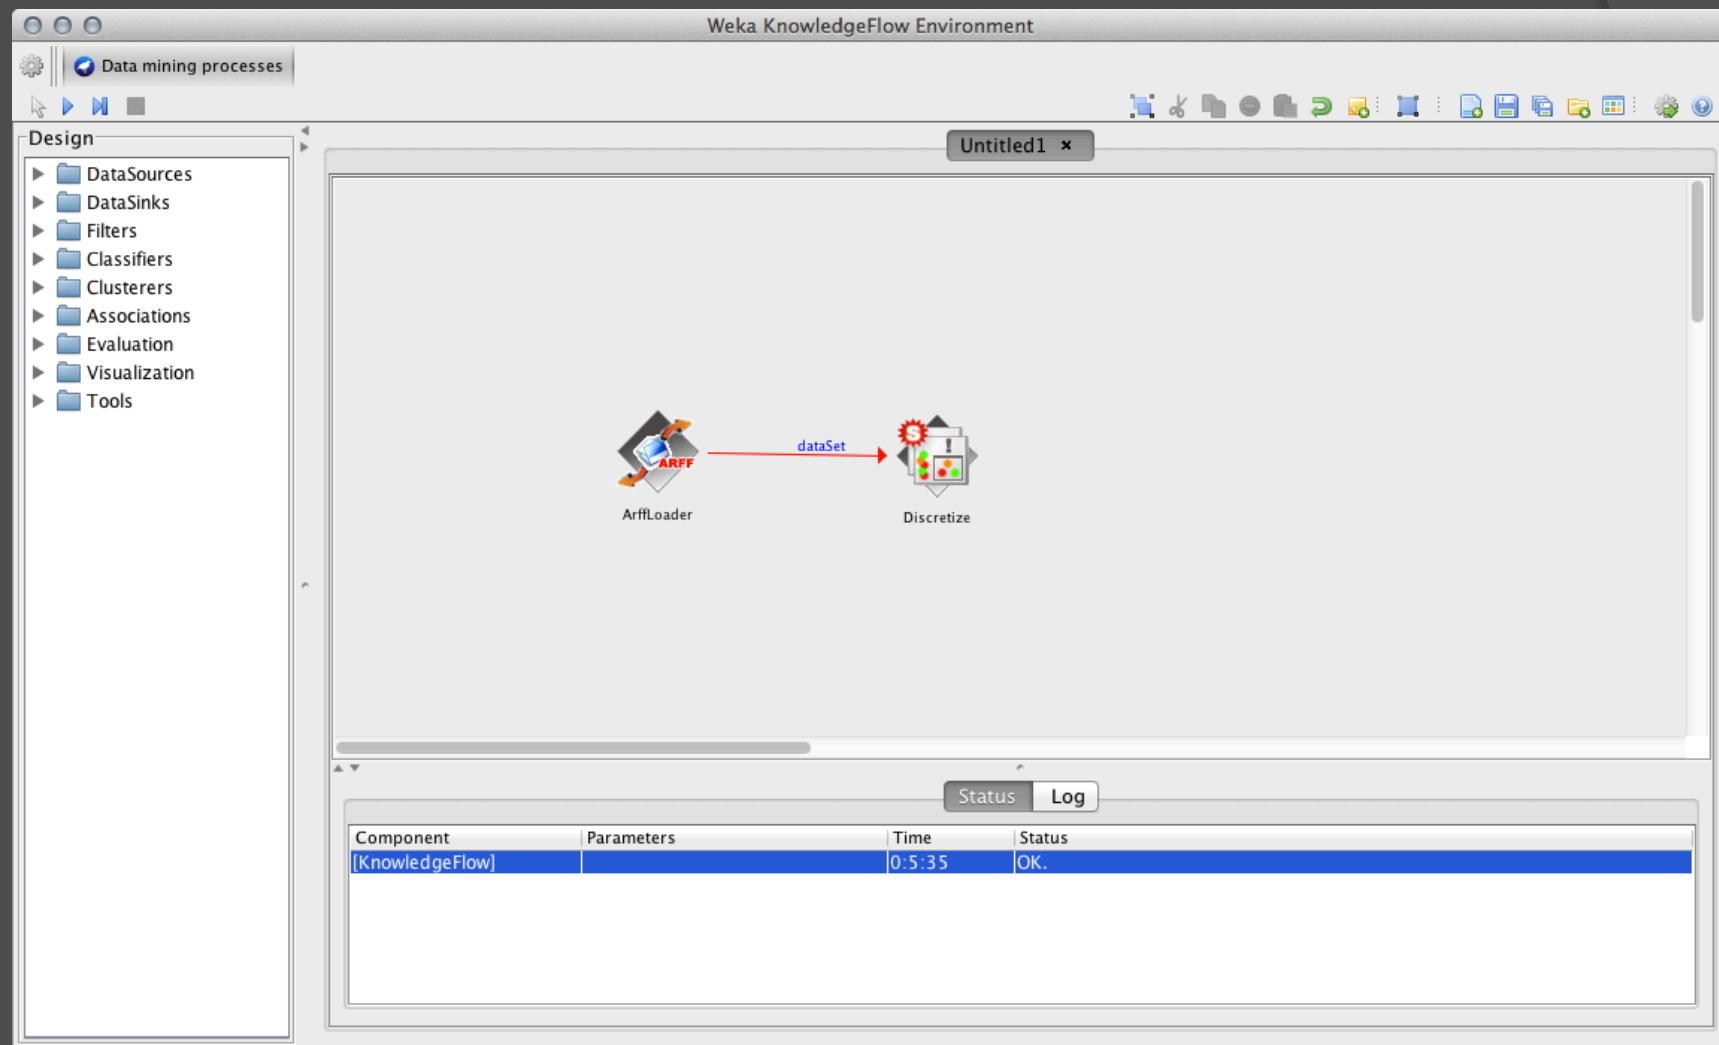 Weka KnowledgeFlow Environment
Data mining processes
Design
DataSources
DataSinks
Filters
Classifiers
Clusterers
Associations
Evaluation
Visualization
Tools
Untitled1 ×
ARFF
ArffLoader
dataSet
S
!
Discretize
Status Log
Component Parameters Time Status
[KnowledgeFlow] 0:5:35 OK.